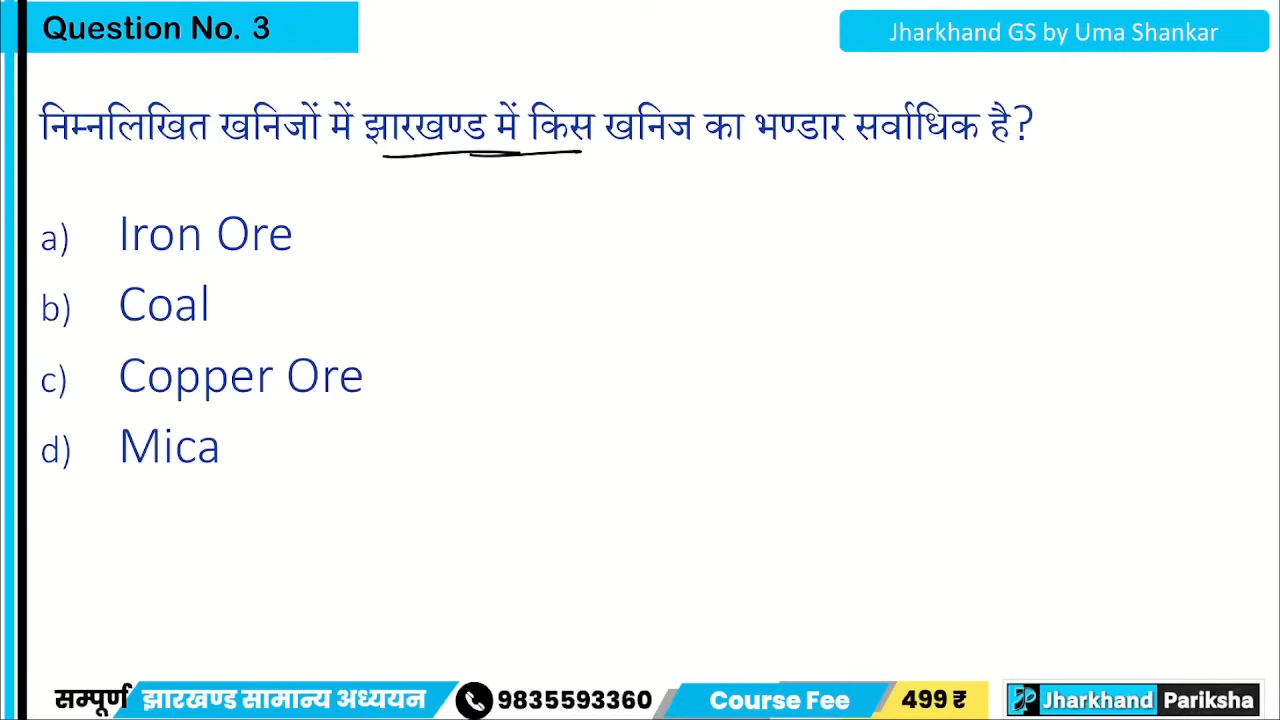 Question No. 3
Jharkhand GS by Uma Shankar
निम्नलिखित खनिजों में झारखण्ड में किस खनिज का भण्डार सर्वाधिक है?
a) Iron Ore
b) Coal
c) Copper Ore
d) Mica
सम्पूर्ण झारखण्ड सामान्य अध्ययन 9835593360 Course Fee 499 ₹ JP Jharkhand Pariksha